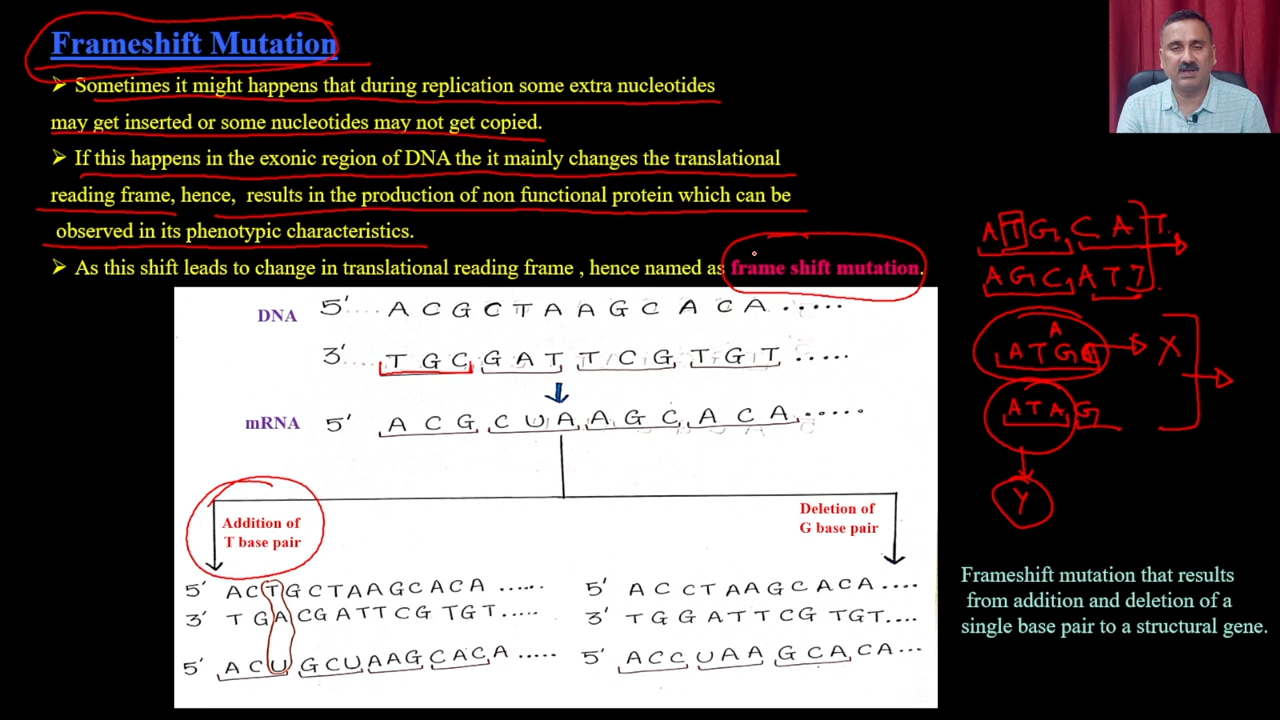 Frameshift Mutation
➢ Sometimes it might happens that during replication some extra nucleotides
may get inserted or some nucleotides may not get copied.
➢ If this happens in the exonic region of DNA the it mainly changes the translational
reading frame, hence, results in the production of non functional protein which can be
observed in its phenotypic characteristics.
➢ As this shift leads to change in translational reading frame , hence named as frame shift mutation.
DNA 5' ... A C G C T A A G C A C A ......
3' ... T G C G A T T C G T G T .....
mRNA 5' A C G C U A A G C A C A ......
Addition of
T base pair
5' A C T G C T A A G C A C A ......
3' T G A C G A T T C G T G T .....
5' A C U G C U A A G C A C A .....
Deletion of
G base pair
5' A C C T A A G C A C A ....
3' T G G A T T C G T G T ....
5' A C C U A A G C A C A ...
A T G C A T
A G C A T T
A
A T G
X
A T A G
Y
Frameshift mutation that results
from addition and deletion of a
single base pair to a structural gene.